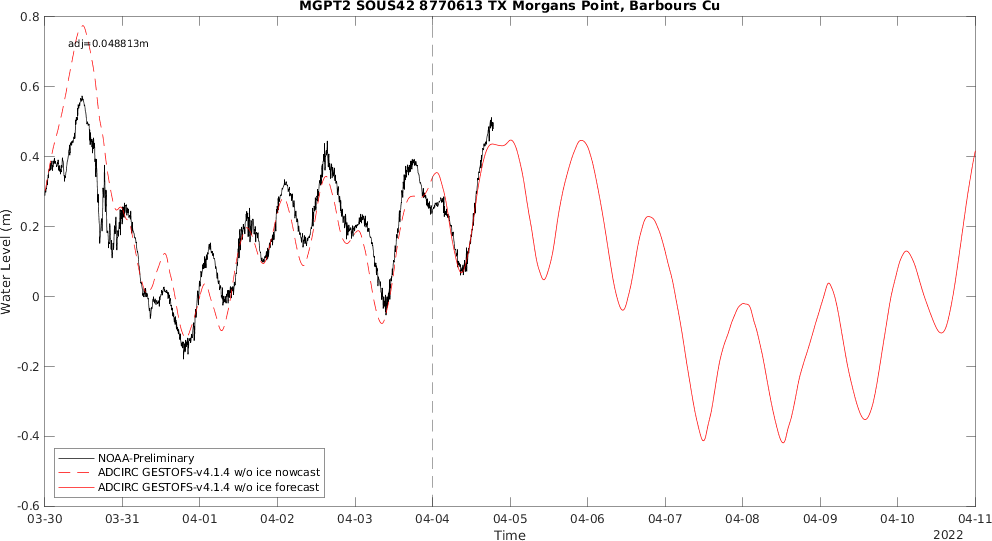 MGPT2 SOUS42 8770613 TX Morgans Point, Barbours Cu
adj=0.048813m
0.8
0.6
0.4
0.2
0
-0.2
-0.4
-0.6
Water Level (m)
NOAA-Preliminary
ADCIRC GESTOFS-v4.1.4 w/o ice nowcast
ADCIRC GESTOFS-v4.1.4 w/o ice forecast
03-30 03-31 04-01 04-02 04-03 04-04 04-05 04-06 04-07 04-08 04-09 04-10 04-11
Time
2022